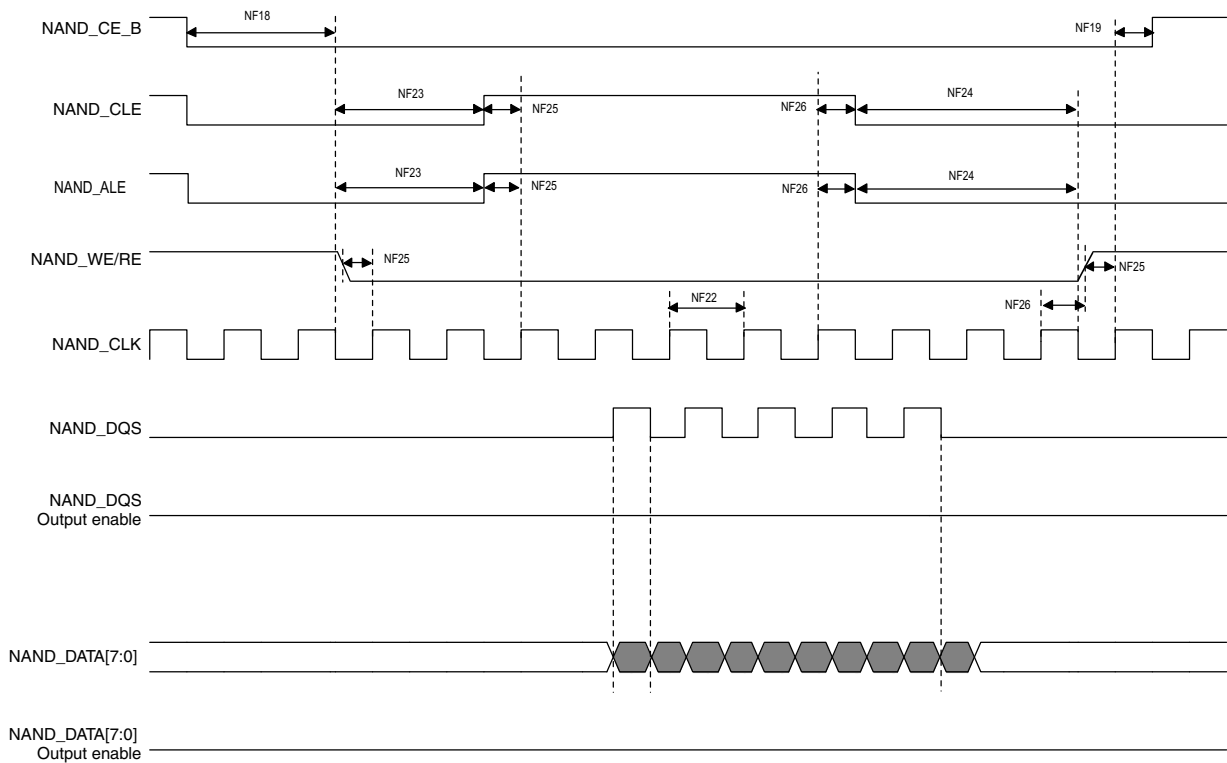 NF18
NAND_CE_B
NF19
NF23
NF25
NF26
NF24
NAND_CLE
NF23
NF25
NF26
NF24
NAND_ALE
NAND_WE/RE
NF25
NF25
NF26
NF22
NAND_CLK
NAND_DQS
NAND_DQS
Output enable
NAND_DATA[7:0]
NAND_DATA[7:0]
Output enable